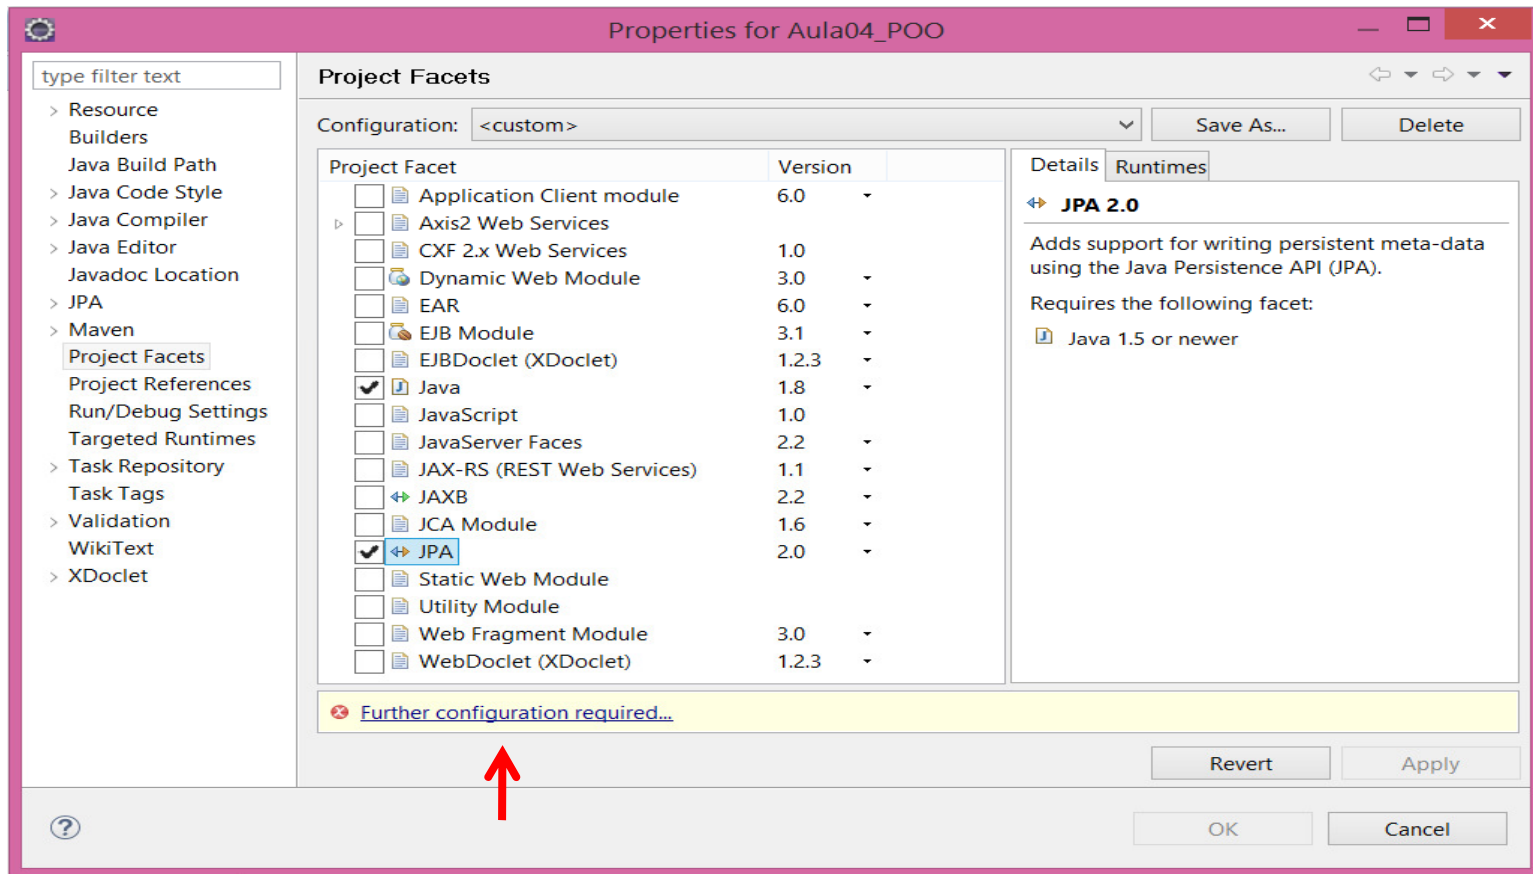 Properties for Aula04_POO
type filter text
Resource
Builders
Java Build Path
Java Code Style
Java Compiler
Java Editor
Javadoc Location
JPA
Maven
Project Facets
Project References
Run/Debug Settings
Targeted Runtimes
Task Repository
Task Tags
Validation
WikiText
XDoclet
Project Facets
Configuration: <custom> Save As... Delete
Project Facet Version
Application Client module 6.0
Axis2 Web Services
CXF 2.x Web Services 1.0
Dynamic Web Module 3.0
EAR 6.0
EJB Module 3.1
EJBDoclet (XDoclet) 1.2.3
Java 1.8
JavaScript 1.0
JavaServer Faces 2.2
JAX-RS (REST Web Services) 1.1
JAXB 2.2
JCA Module 1.6
JPA 2.0
Static Web Module
Utility Module
Web Fragment Module 3.0
WebDoclet (XDoclet) 1.2.3
Details Runtimes
JPA 2.0
Adds support for writing persistent meta-data
using the Java Persistence API (JPA).
Requires the following facet:
Java 1.5 or newer
Further configuration required...
Revert Apply
OK Cancel